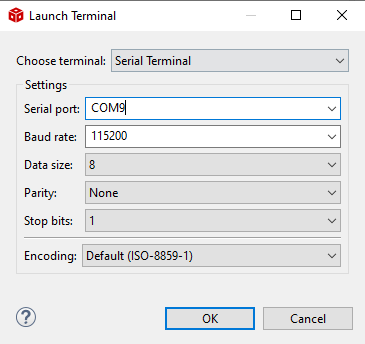 Launch Terminal
Choose terminal: Serial Terminal
Settings
Serial port: COM9
Baud rate: 115200
Data size: 8
Parity: None
Stop bits: 1
Encoding: Default (ISO-8859-1)
? OK Cancel